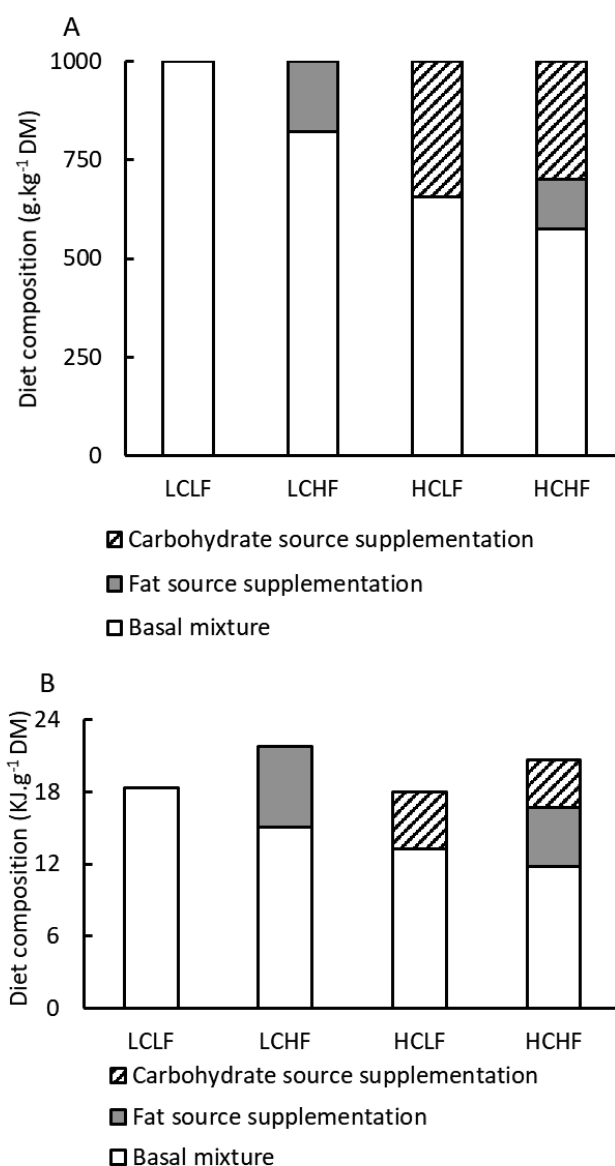 A
Diet composition (g.kg⁻¹ DM)
1000
750
500
250
0
LCLF LCHF HCLF HCHF
Carbohydrate source supplementation
Fat source supplementation
Basal mixture
B
Diet composition (KJ.g⁻¹ DM)
24
18
12
6
0
LCLF LCHF HCLF HCHF
Carbohydrate source supplementation
Fat source supplementation
Basal mixture